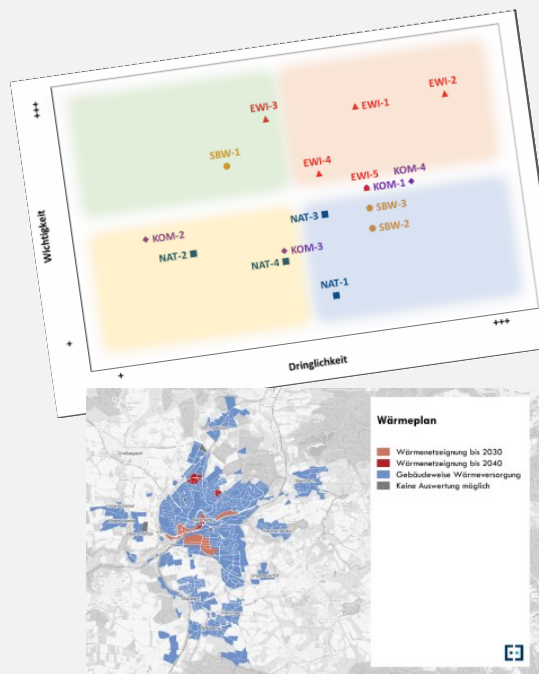 +++
EWI-2
EWI-3
EWI-1
SBW-1
EWI-4
EWI-5
KOM-4
KOM-1
NAT-3
SBW-3
SBW-2
KOM-2
NAT-2
KOM-3
NAT-4
NAT-1
Wichtigkeit
+
+
Dringlichkeit
+++
Wärmeplan
Wärmenetzeignung bis 2030
Wärmenetzeignung bis 2040
Gebäudeweise Wärmeversorgung
Keine Auswertung möglich